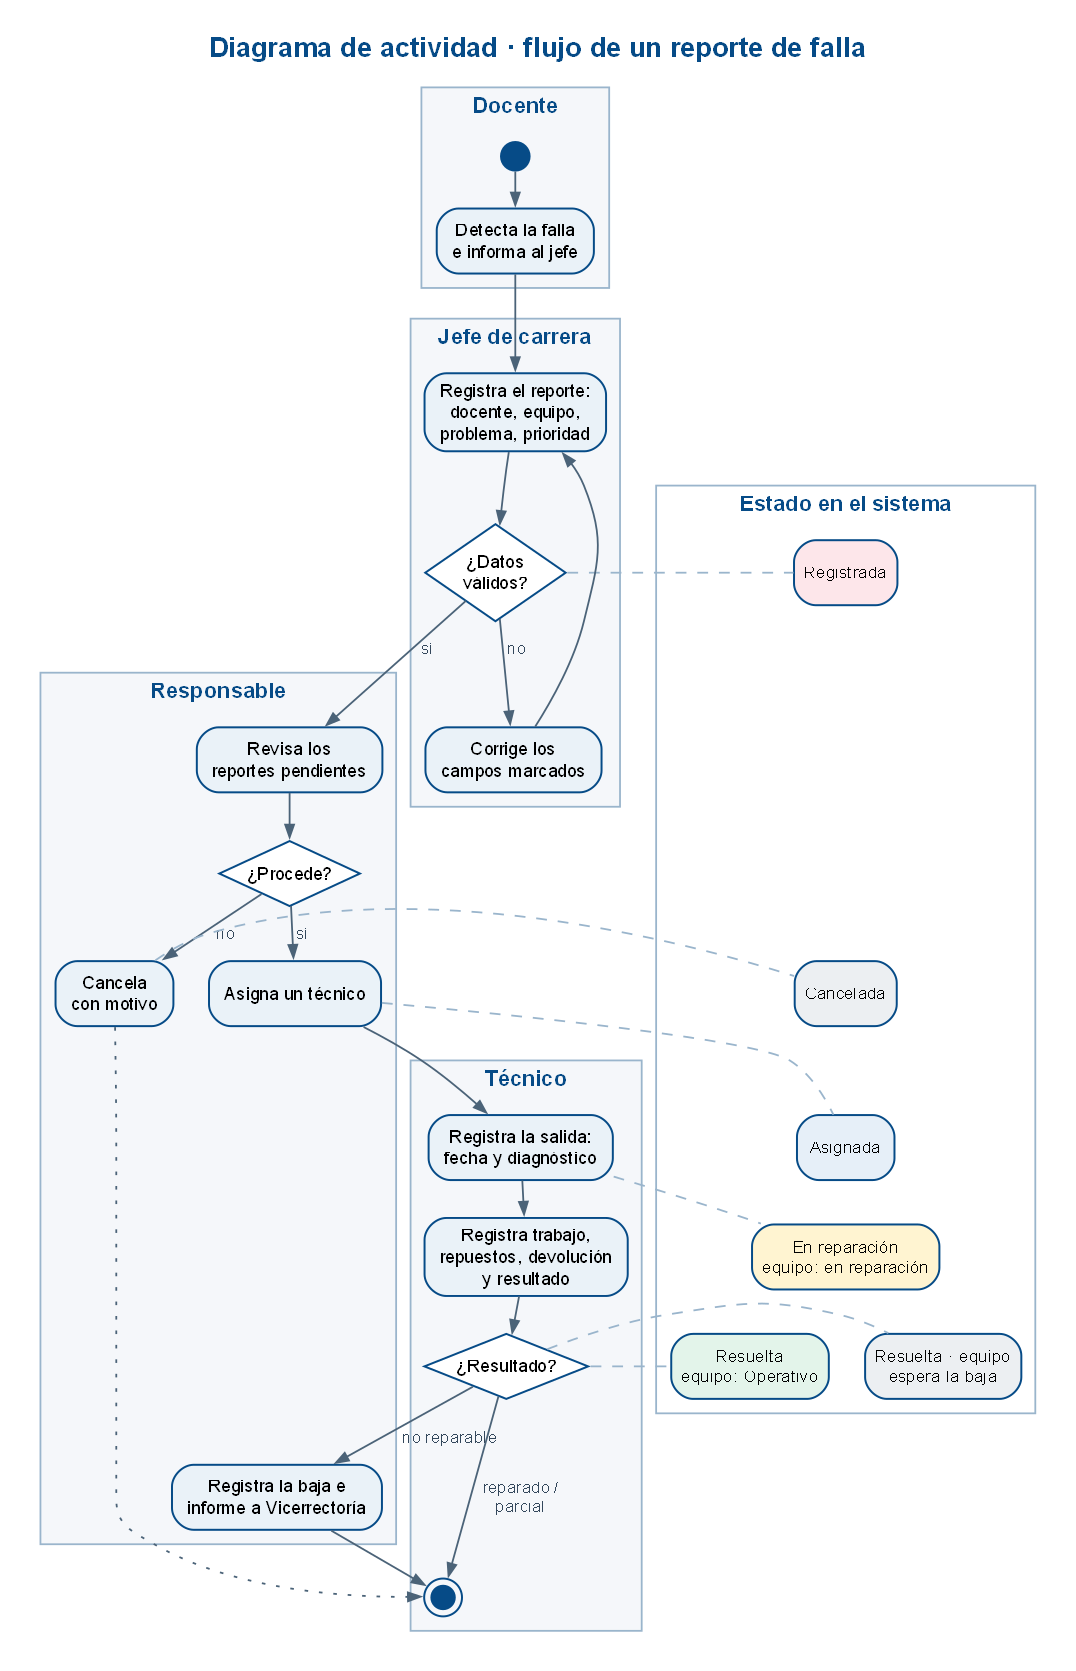 Diagrama de actividad · flujo de un reporte de falla
Docente
Detecta la falla
e informa al jefe
Jefe de carrera
Registra el reporte:
docente, equipo,
problema, prioridad
¿Datos
válidos?
si
no
Corrige los
campos marcados
Estado en el sistema
Registrada
Responsable
Revisa los
reportes pendientes
¿Procede?
no
si
Cancela
con motivo
Asigna un técnico
Cancelada
Técnico
Registra la salida:
fecha y diagnóstico
Asignada
Registra trabajo,
repuestos, devolución
y resultado
En reparación
equipo: en reparación
¿Resultado?
Resuelta
equipo: Operativo
Resuelta · equipo
espera la baja
no reparable
reparado /
parcial
Registra la baja e
informe a Vicerrectoría